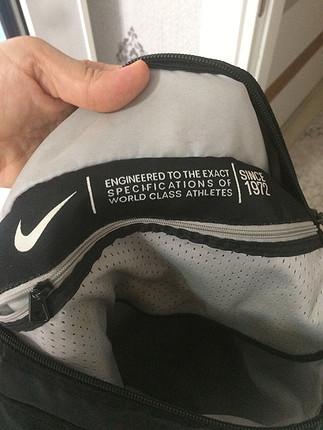 ENGINEERED TO THE EXACT
SPECIFICATIONS OF
WORLD CLASS ATHLETES
SINCE
1972